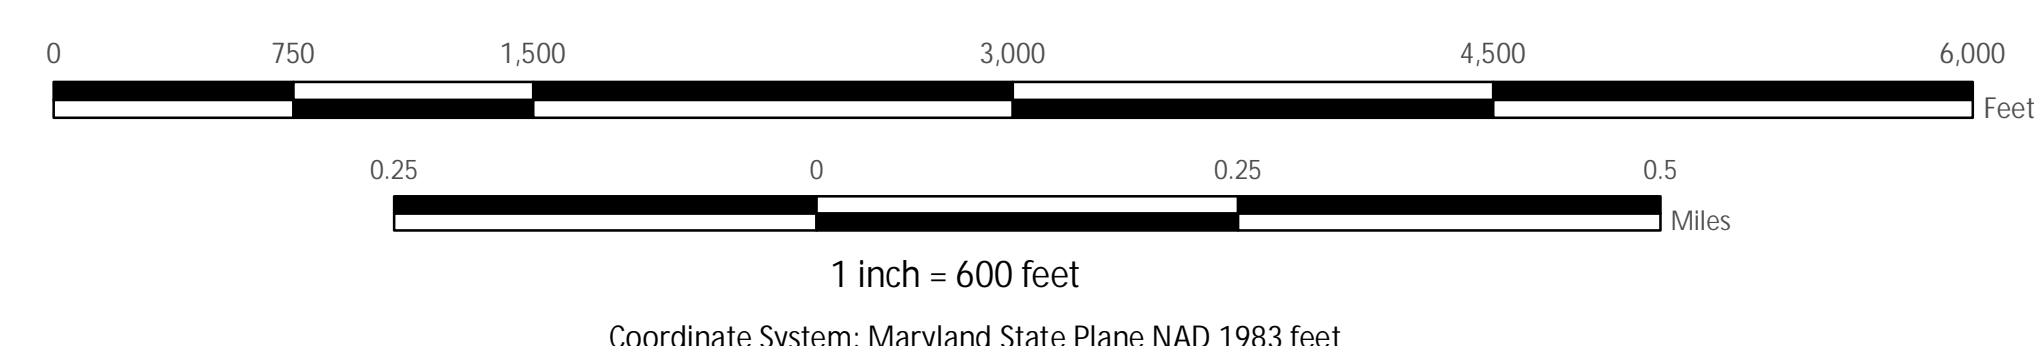 0 750 1,500 3,000 4,500 6,000
Feet
0.25 0 0.25 0.5
Miles
1 inch = 600 feet
Coordinate System: Maryland State Plane NAD 1983 feet